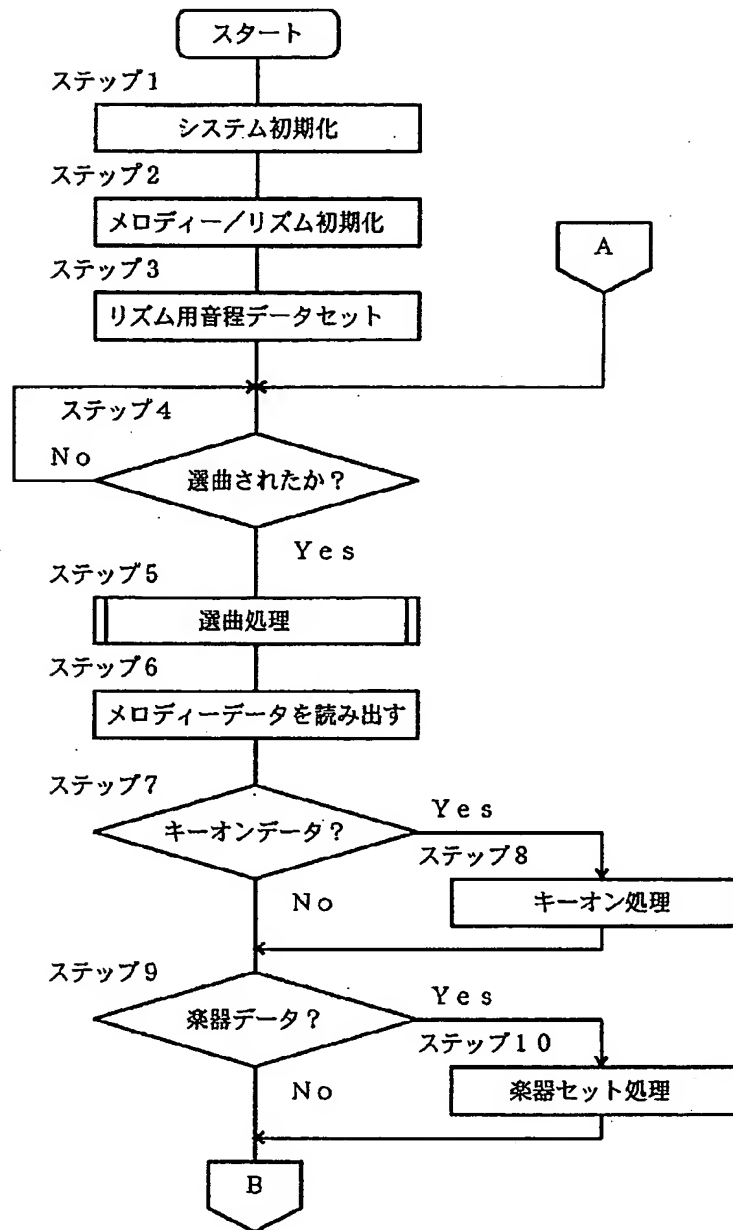 スタート
ステップ1
システム初期化
ステップ2
メロディー／リズム初期化
A
ステップ3
リズム用音程データセット
ステップ4
No
選曲されたか？
Yes
ステップ5
選曲処理
ステップ6
メロディーデータを読み出す
ステップ7
キーオンデータ？
Yes
ステップ8
キーオン処理
No
ステップ9
楽器データ？
Yes
ステップ10
楽器セット処理
No
B